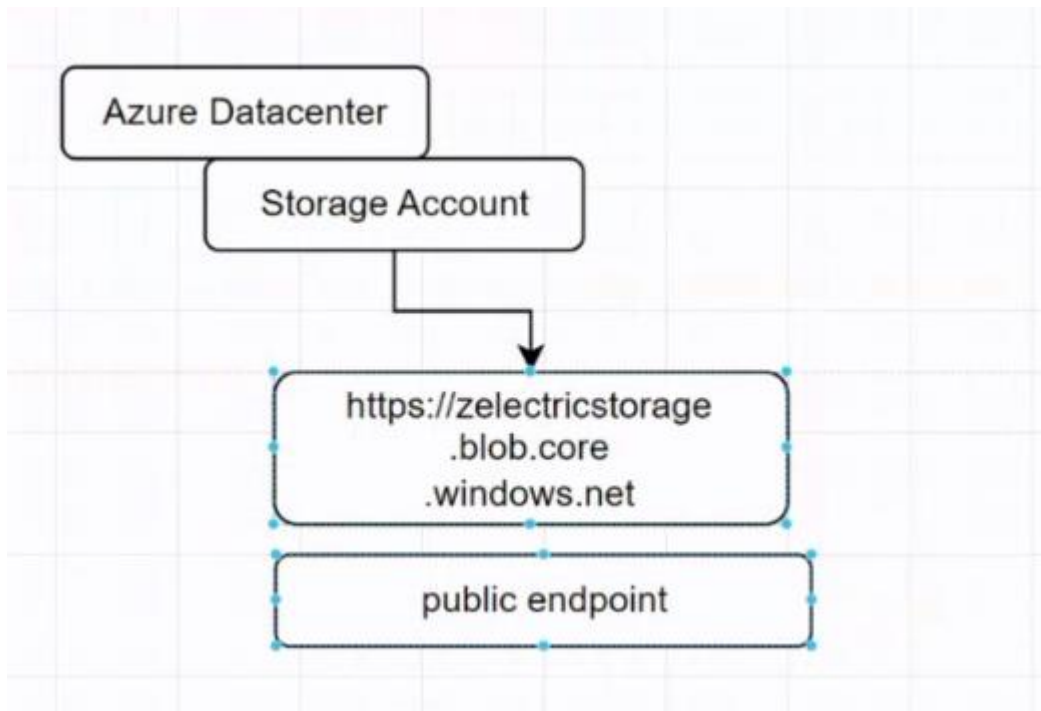 Azure Datacenter
Storage Account
https://zelectricstorage
.blob.core
.windows.net
public endpoint